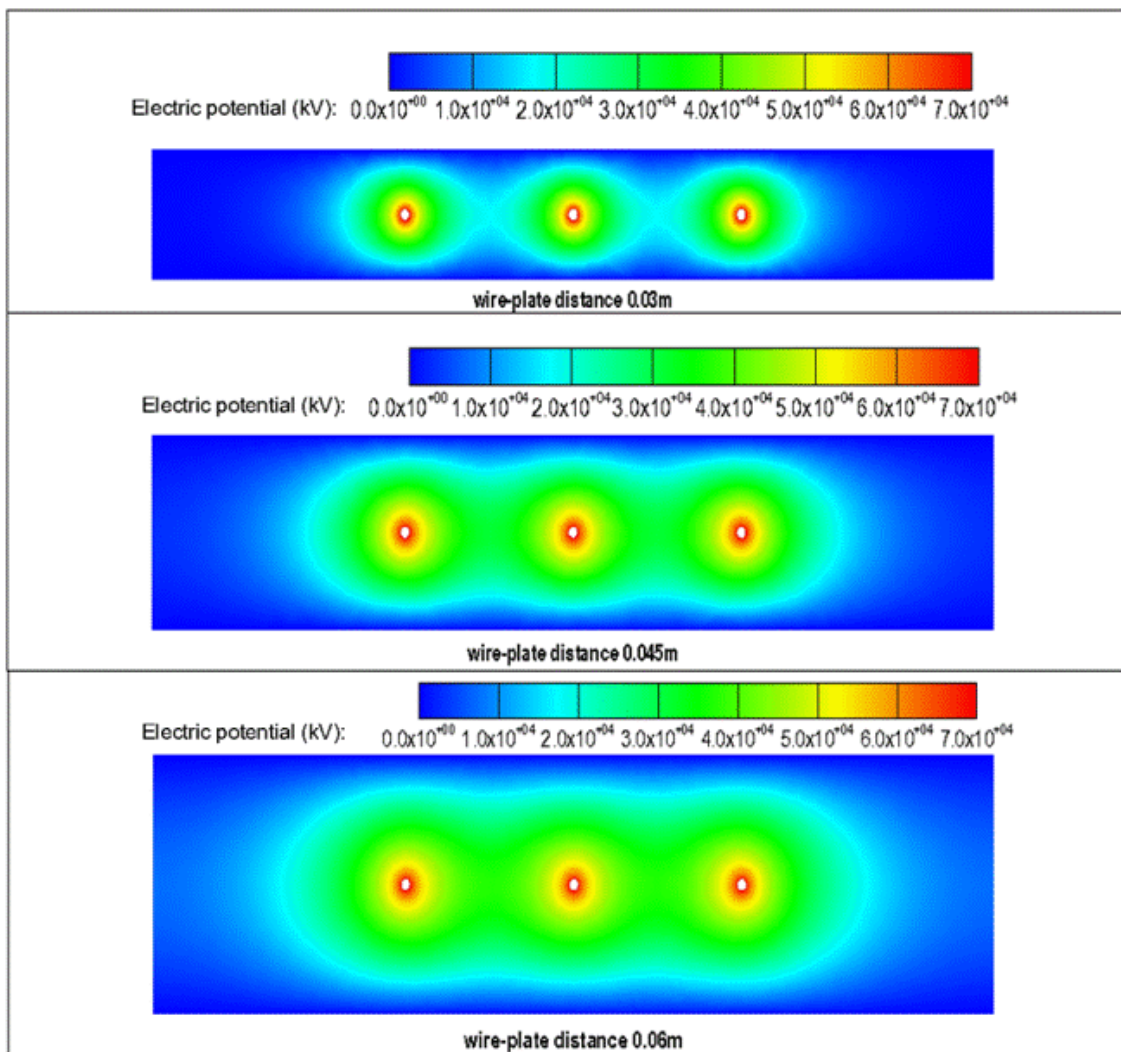 Electric potential (kV): 0.0x10⁺⁰⁰ 1.0x10⁺⁰⁴ 2.0x10⁺⁰⁴ 3.0x10⁺⁰⁴ 4.0x10⁺⁰⁴ 5.0x10⁺⁰⁴ 6.0x10⁺⁰⁴ 7.0x10⁺⁰⁴
wire-plate distance 0.03m
Electric potential (kV): 0.0x10⁺⁰⁰ 1.0x10⁺⁰⁴ 2.0x10⁺⁰⁴ 3.0x10⁺⁰⁴ 4.0x10⁺⁰⁴ 5.0x10⁺⁰⁴ 6.0x10⁺⁰⁴ 7.0x10⁺⁰⁴
wire-plate distance 0.045m
Electric potential (kV): 0.0x10⁺⁰⁰ 1.0x10⁺⁰⁴ 2.0x10⁺⁰⁴ 3.0x10⁺⁰⁴ 4.0x10⁺⁰⁴ 5.0x10⁺⁰⁴ 6.0x10⁺⁰⁴ 7.0x10⁺⁰⁴
wire-plate distance 0.06m